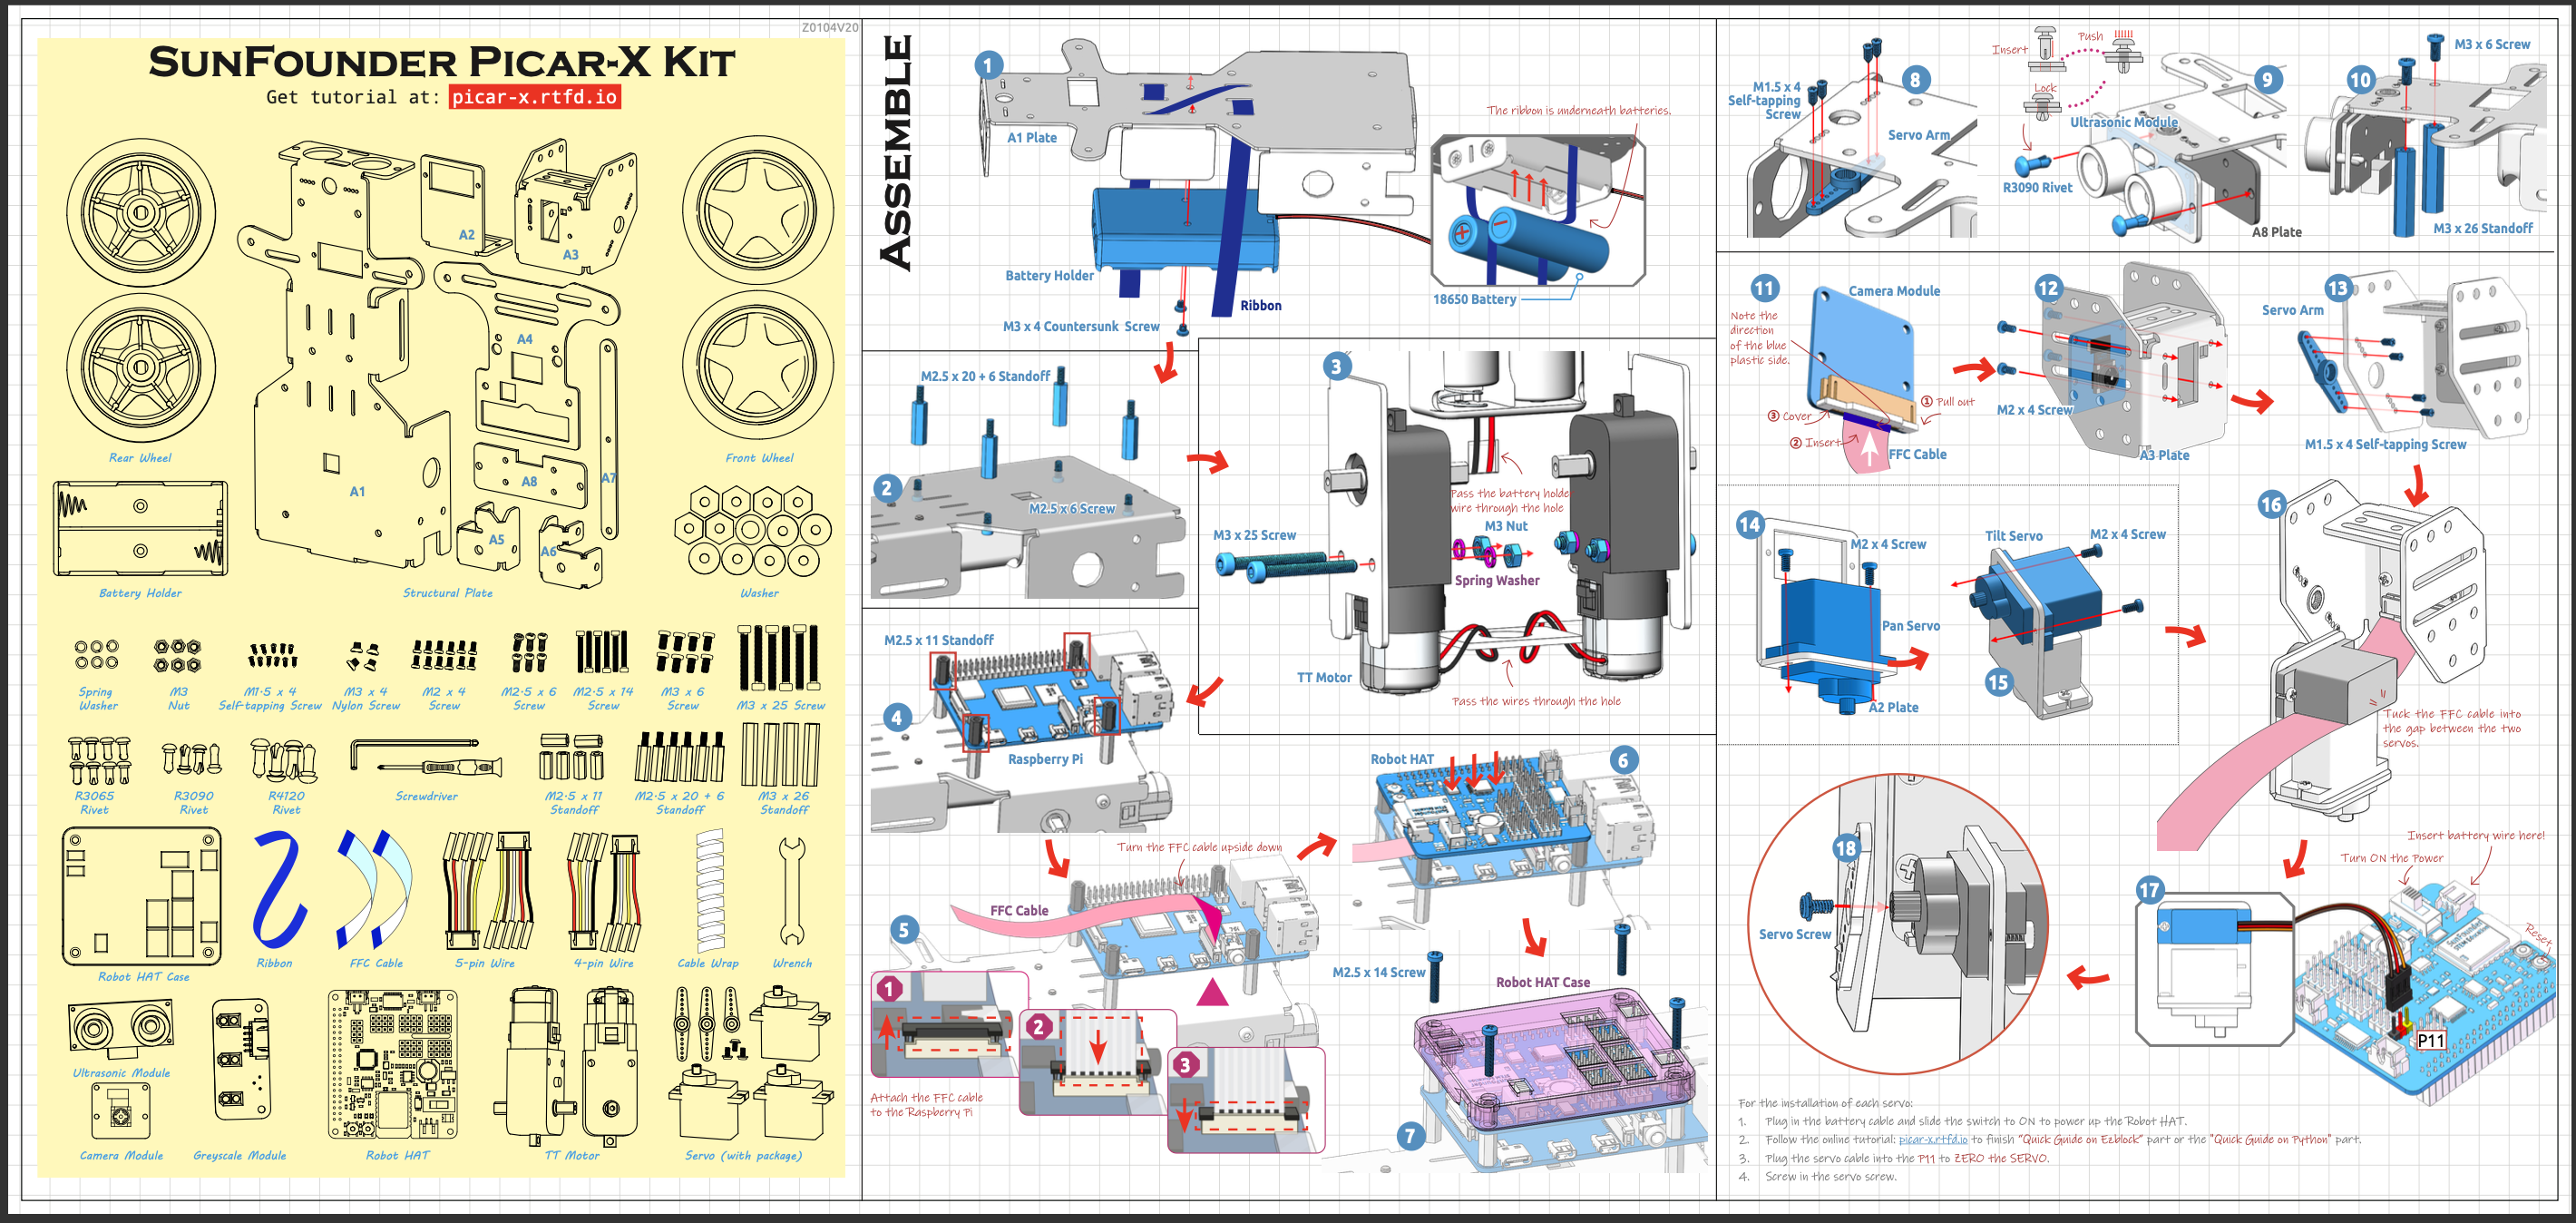 Z0104V20
SunFounder Picar-X Kit
Get tutorial at: picar-x.rtfd.io
A2
A3
A4
A1
A7
A8
A5
A6
Rear Wheel
Front Wheel
Battery Holder
Structural Plate
Washer
Spring
Washer
M3
Nut
M1.5 x 4
Self-tapping Screw
M3 x 4
Nylon Screw
M2 x 4
Screw
M2.5 x 6
Screw
M2.5 x 14
Screw
M3 x 6
Screw
M3 x 25 Screw
R3065
Rivet
R3090
Rivet
R4120
Rivet
Screwdriver
M2.5 x 11
Standoff
M2.5 x 20 + 6
Standoff
M3 x 26
Standoff
Robot HAT Case
Ribbon
FFC Cable
5-pin Wire
4-pin Wire
Cable Wrap
Wrench
Ultrasonic Module
Camera Module
Greyscale Module
Robot HAT
TT Motor
Servo (with package)
Assemble
1
A1 Plate
Battery Holder
M3 x 4 Countersunk Screw
Ribbon
The ribbon is underneath batteries.
18650 Battery
2
M2.5 x 20 + 6 Standoff
M2.5 x 6 Screw
3
Pass the battery holder
wire through the hole
M3 x 25 Screw
M3 Nut
Spring Washer
TT Motor
Pass the wires through the hole
4
M2.5 x 11 Standoff
Raspberry Pi
5
Turn the FFC cable upside down
FFC Cable
1
2
3
Attach the FFC cable
to the Raspberry Pi
6
Robot HAT
7
M2.5 x 14 Screw
Robot HAT Case
8
M1.5 x 4
Self-tapping
Screw
Servo Arm
9
Insert
Push
Lock
Ultrasonic Module
R3090 Rivet
A8 Plate
10
M3 x 6 Screw
M3 x 26 Standoff
11
Camera Module
Note the
direction
of the blue
plastic side.
① Pull out
③ Cover
② Insert
FFC Cable
12
M2 x 4 Screw
A3 Plate
13
Servo Arm
M1.5 x 4 Self-tapping Screw
14
M2 x 4 Screw
Pan Servo
A2 Plate
Tilt Servo
M2 x 4 Screw
15
16
Tuck the FFC cable into
the gap between the two
servos.
17
Insert battery wire here!
Turn ON the Power
Reset
P11
18
Servo Screw
For the installation of each servo:
1. Plug in the battery cable and slide the switch to ON to power up the Robot HAT.
2. Follow the online tutorial: picar-x.rtfd.io to finish "Quick Guide on Ezblock" part or the "Quick Guide on Python" part.
3. Plug the servo cable into the P11 to ZERO the SERVO.
4. Screw in the servo screw.